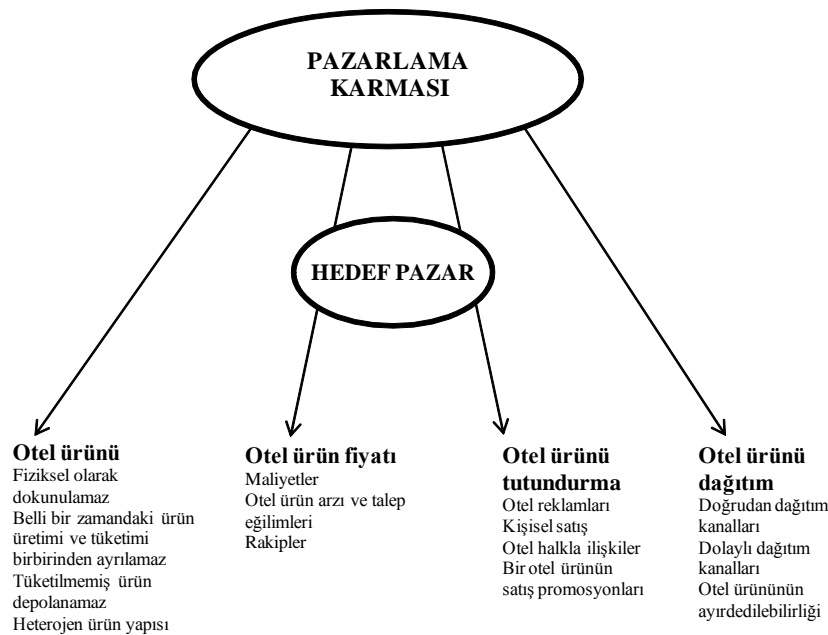 PAZARLAMA
KARMASI
HEDEF PAZAR
Otel ürünü
Fiziksel olarak
dokunulamaz
Belli bir zamandaki ürün
üretimi ve tüketimi
birbirinden ayrılamaz
Tüketilmemiş ürün
depolanamaz
Heterojen ürün yapısı
Otel ürün fiyatı
Maliyetler
Otel ürün arzı ve talep
eğilimleri
Rakipler
Otel ürünü
tutundurma
Otel reklamları
Kişisel satış
Otel halkla ilişkiler
Bir otel ürünün
satış promosyonları
Otel ürünü
dağıtım
Doğrudan dağıtım
kanalları
Dolaylı dağıtım
kanalları
Otel ürününün
ayırdedilebilirliği